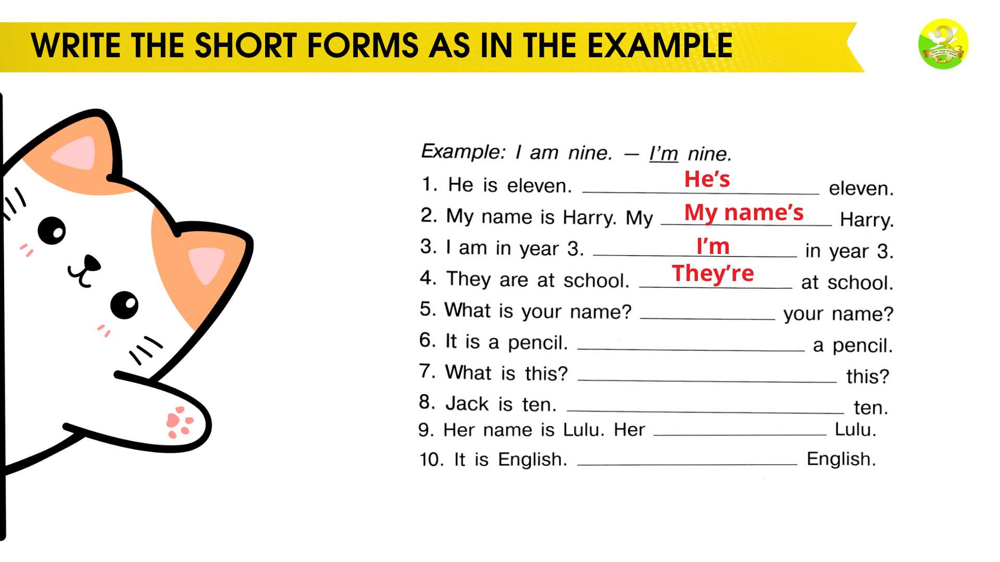 WRITE THE SHORT FORMS AS IN THE EXAMPLE
Example: I am nine. — I’m nine.
1. He is eleven. He’s eleven.
2. My name is Harry. My My name’s Harry.
3. I am in year 3. I’m in year 3.
4. They are at school. They’re at school.
5. What is your name? your name?
6. It is a pencil. a pencil.
7. What is this? this?
8. Jack is ten. ten.
9. Her name is Lulu. Her Lulu.
10. It is English. English.
3